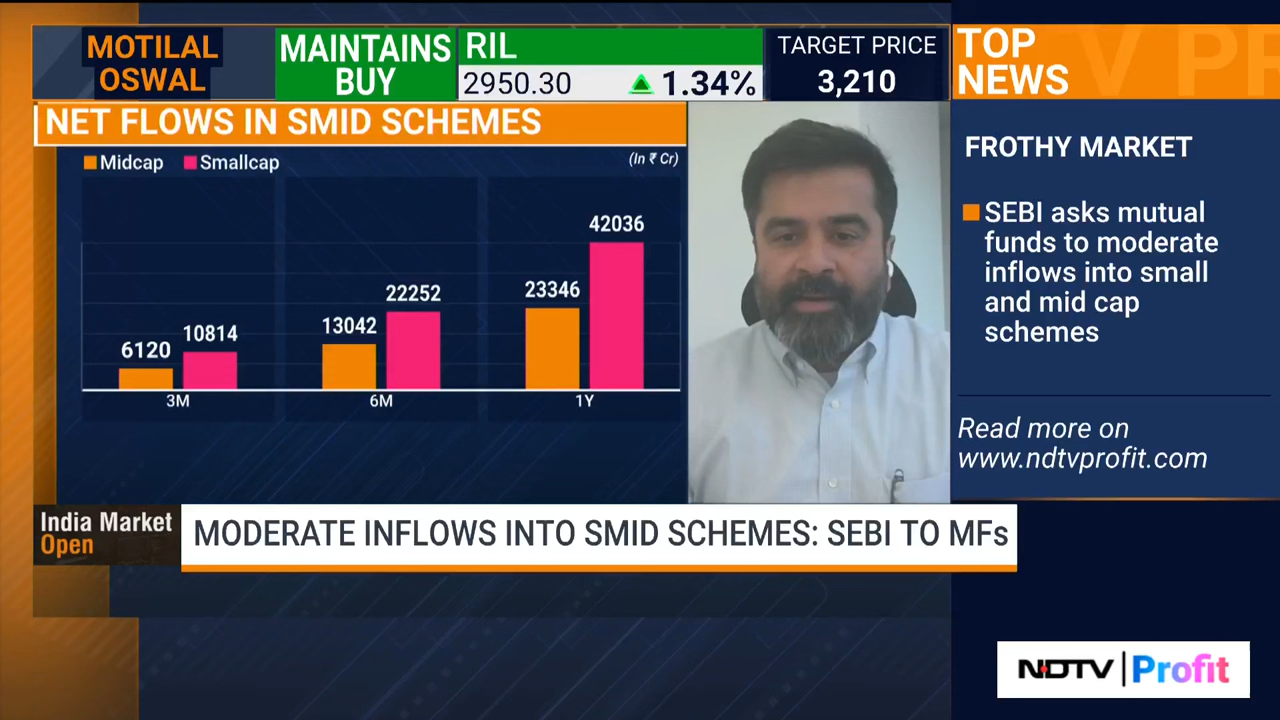 MOTILAL
OSWAL
MAINTAINS
BUY
RIL
2950.30 1.34%
TARGET PRICE
3,210
TOP
NEWS
NET FLOWS IN SMID SCHEMES
Midcap Smallcap
(In ₹ Cr)
6120 10814
13042 22252
23346 42036
3M 6M 1Y
FROTHY MARKET
SEBI asks mutual
funds to moderate
inflows into small
and mid cap
schemes
Read more on
www.ndtvprofit.com
India Market
Open
MODERATE INFLOWS INTO SMID SCHEMES: SEBI TO MFs
NDTV Profit